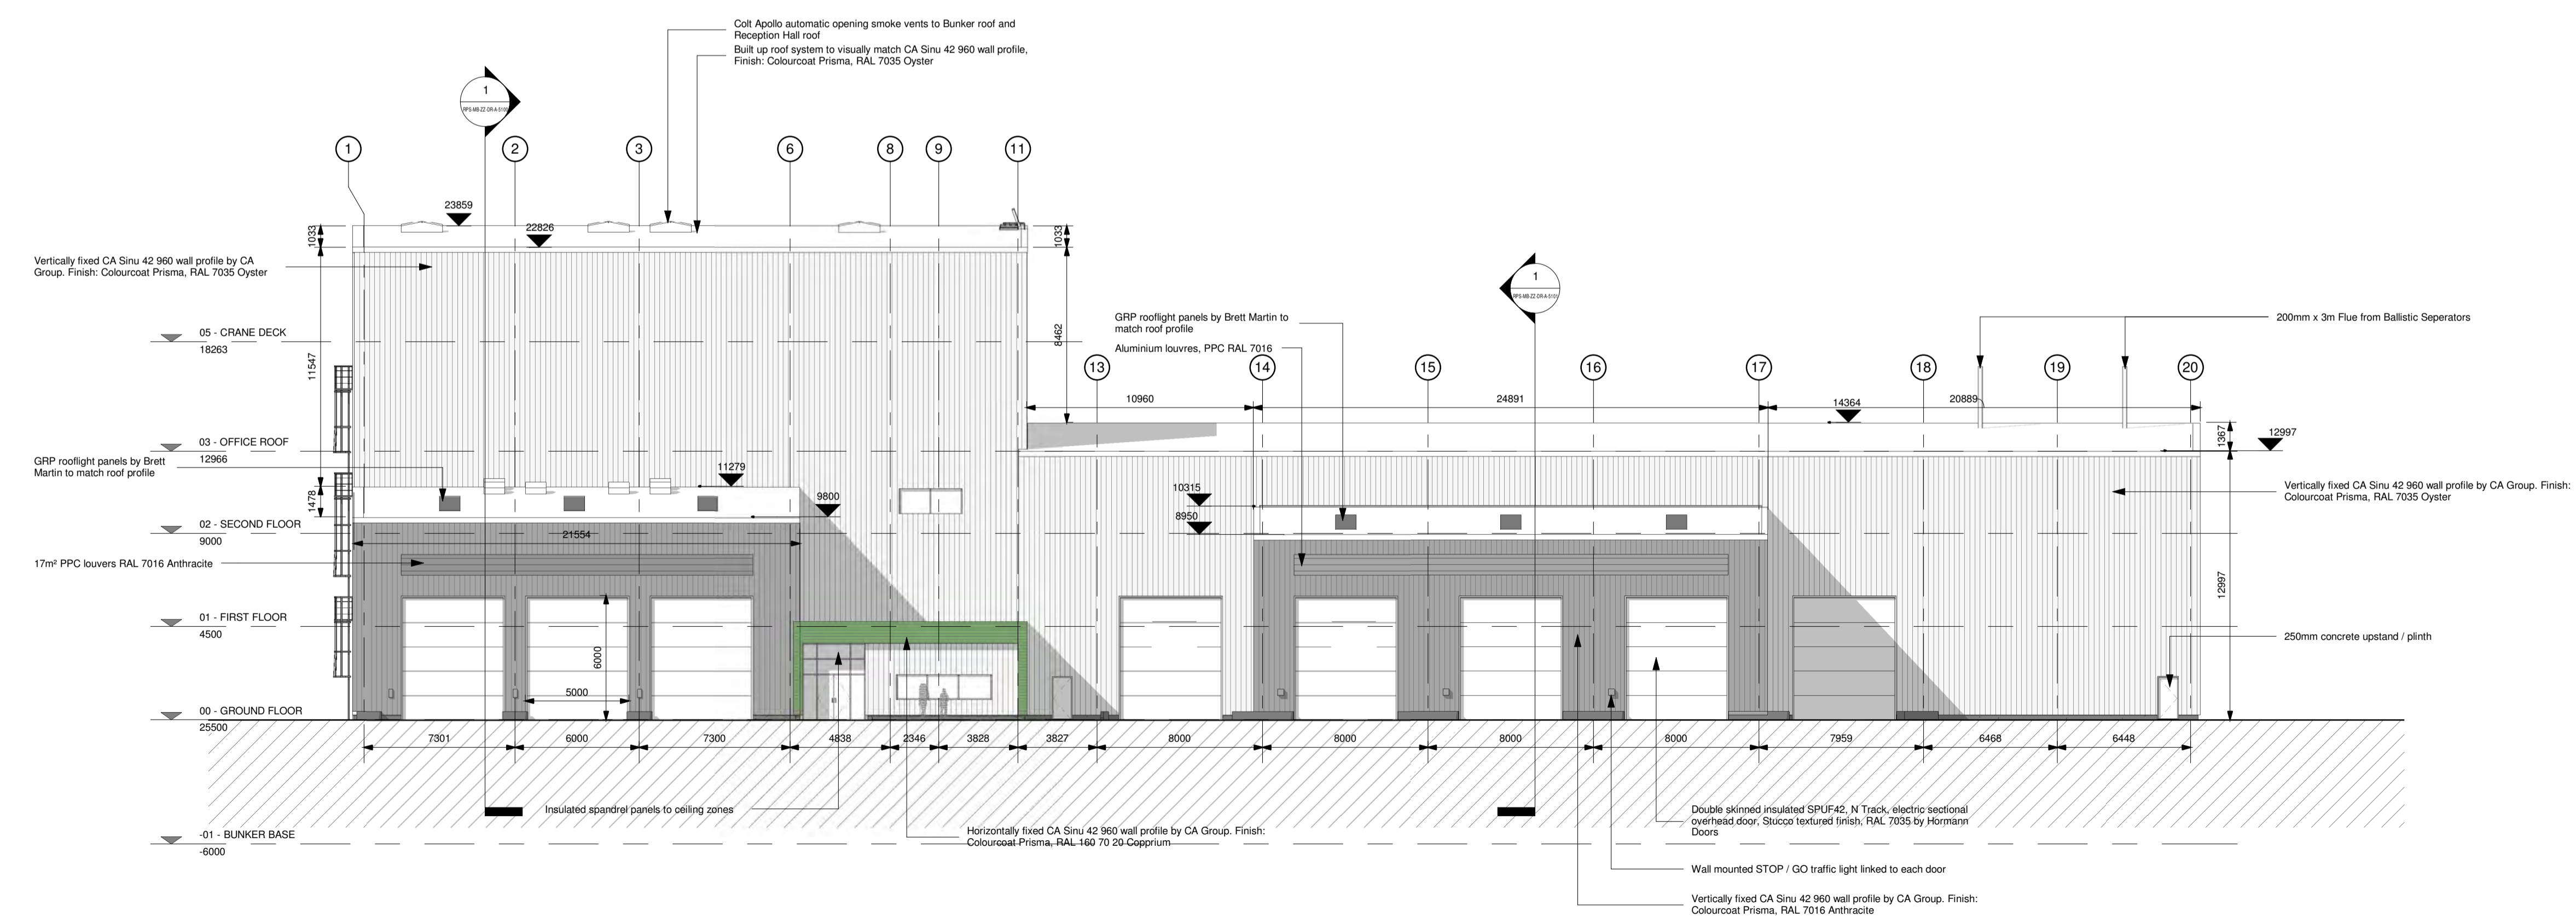 Colt Apollo automatic opening smoke vents to Bunker roof and
Reception Hall roof
Built up roof system to visually match CA Sinu 42 960 wall profile,
Finish: Colourcoat Prisma, RAL 7035 Oyster
1
RPS-MB-ZZ-DR-A-5101
1
2
3
6
8
9
11
23859
22826
1033
1033
Vertically fixed CA Sinu 42 960 wall profile by CA
Group. Finish: Colourcoat Prisma, RAL 7035 Oyster
1
RPS-MB-ZZ-DR-A-5101
GRP rooflight panels by Brett Martin to
match roof profile
Aluminium louvres, PPC RAL 7016
200mm x 3m Flue from Ballistic Seperators
05 - CRANE DECK
18263
11547
8462
13
14
15
16
17
18
19
20
10960
24891
20889
14364
1367
12997
03 - OFFICE ROOF
12966
GRP rooflight panels by Brett
Martin to match roof profile
11279
1478
9800
10315
8950
Vertically fixed CA Sinu 42 960 wall profile by CA Group. Finish:
Colourcoat Prisma, RAL 7035 Oyster
02 - SECOND FLOOR
9000
21554
17m² PPC louvers RAL 7016 Anthracite
12997
01 - FIRST FLOOR
4500
6000
5000
250mm concrete upstand / plinth
00 - GROUND FLOOR
25500
7301
6000
7300
4838
2346
3828
3827
8000
8000
8000
8000
7959
6468
6448
Insulated spandrel panels to ceiling zones
Double skinned insulated SPUF42, N Track, electric sectional
overhead door, Stucco textured finish, RAL 7035 by Hormann
Doors
-01 - BUNKER BASE
-6000
Horizontally fixed CA Sinu 42 960 wall profile by CA Group. Finish:
Colourcoat Prisma, RAL 160 70 20 Copprium
Wall mounted STOP / GO traffic light linked to each door
Vertically fixed CA Sinu 42 960 wall profile by CA Group. Finish:
Colourcoat Prisma, RAL 7016 Anthracite